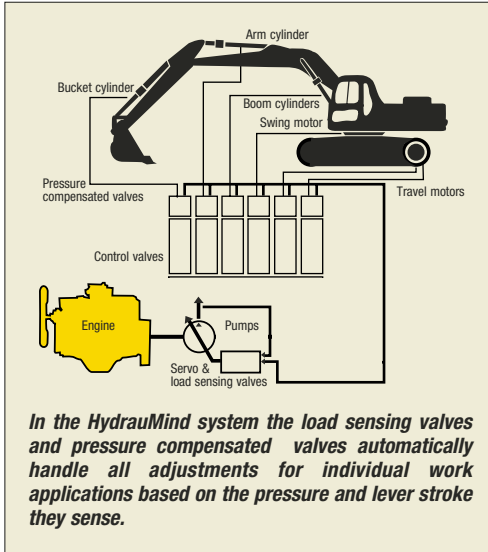 Arm cylinder
Bucket cylinder
Boom cylinders
Swing motor
Pressure
compensated valves
Travel motors
Control valves
Engine
Pumps
Servo &
load sensing valves
In the HydrauMind system the load sensing valves
and pressure compensated valves automatically
handle all adjustments for individual work
applications based on the pressure and lever stroke
they sense.